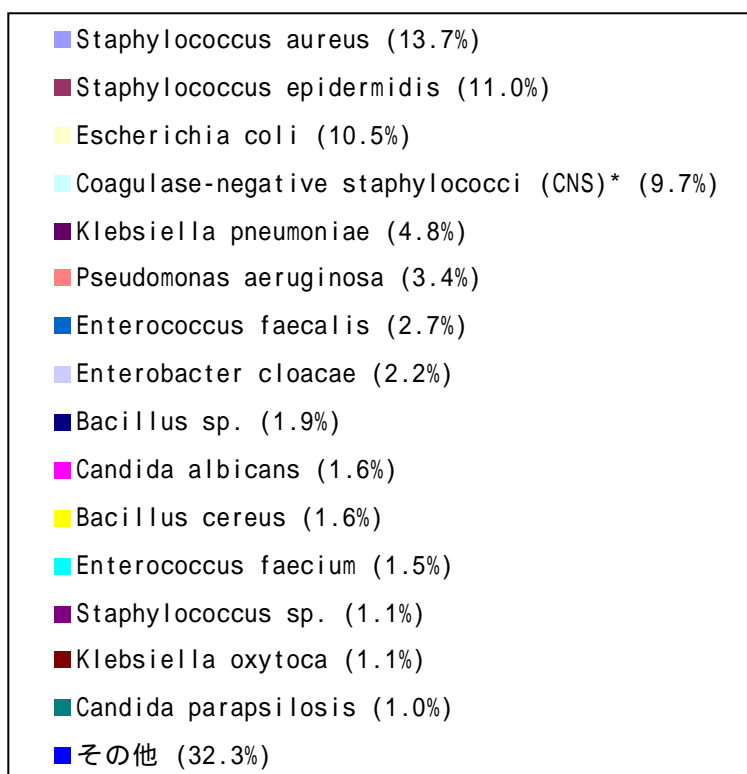 Staphylococcus aureus (13.7%)
Staphylococcus epidermidis (11.0%)
Escherichia coli (10.5%)
Coagulase-negative staphylococci (CNS)* (9.7%)
Klebsiella pneumoniae (4.8%)
Pseudomonas aeruginosa (3.4%)
Enterococcus faecalis (2.7%)
Enterobacter cloacae (2.2%)
Bacillus sp. (1.9%)
Candida albicans (1.6%)
Bacillus cereus (1.6%)
Enterococcus faecium (1.5%)
Staphylococcus sp. (1.1%)
Klebsiella oxytoca (1.1%)
Candida parapsilosis (1.0%)
その他 (32.3%)